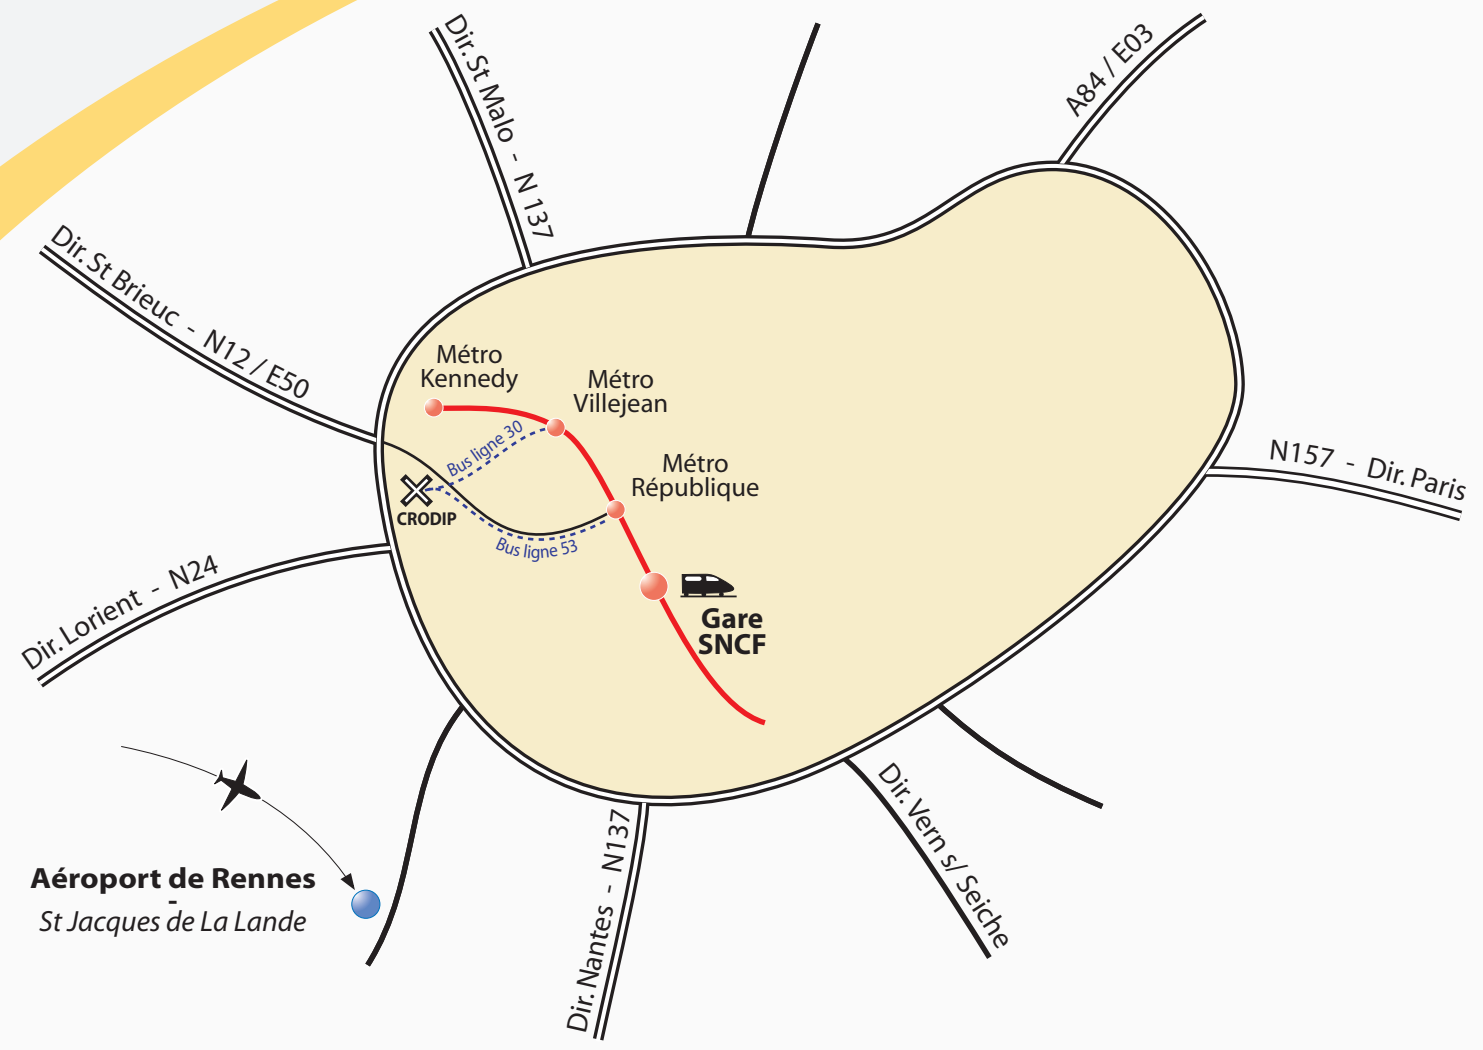 Dir. St Malo - N 137
A84 / E03
Dir. St Brieuc - N12 / E50
Métro
Kennedy
Métro
Villejean
Bus ligne 30
Métro
République
N157 - Dir. Paris
CRODIP
Bus ligne 53
Dir. Lorient - N24
Gare
SNCF
Dir. Vern s/ Seiche
Dir. Nantes - N137
Aéroport de Rennes
-
St Jacques de La Lande